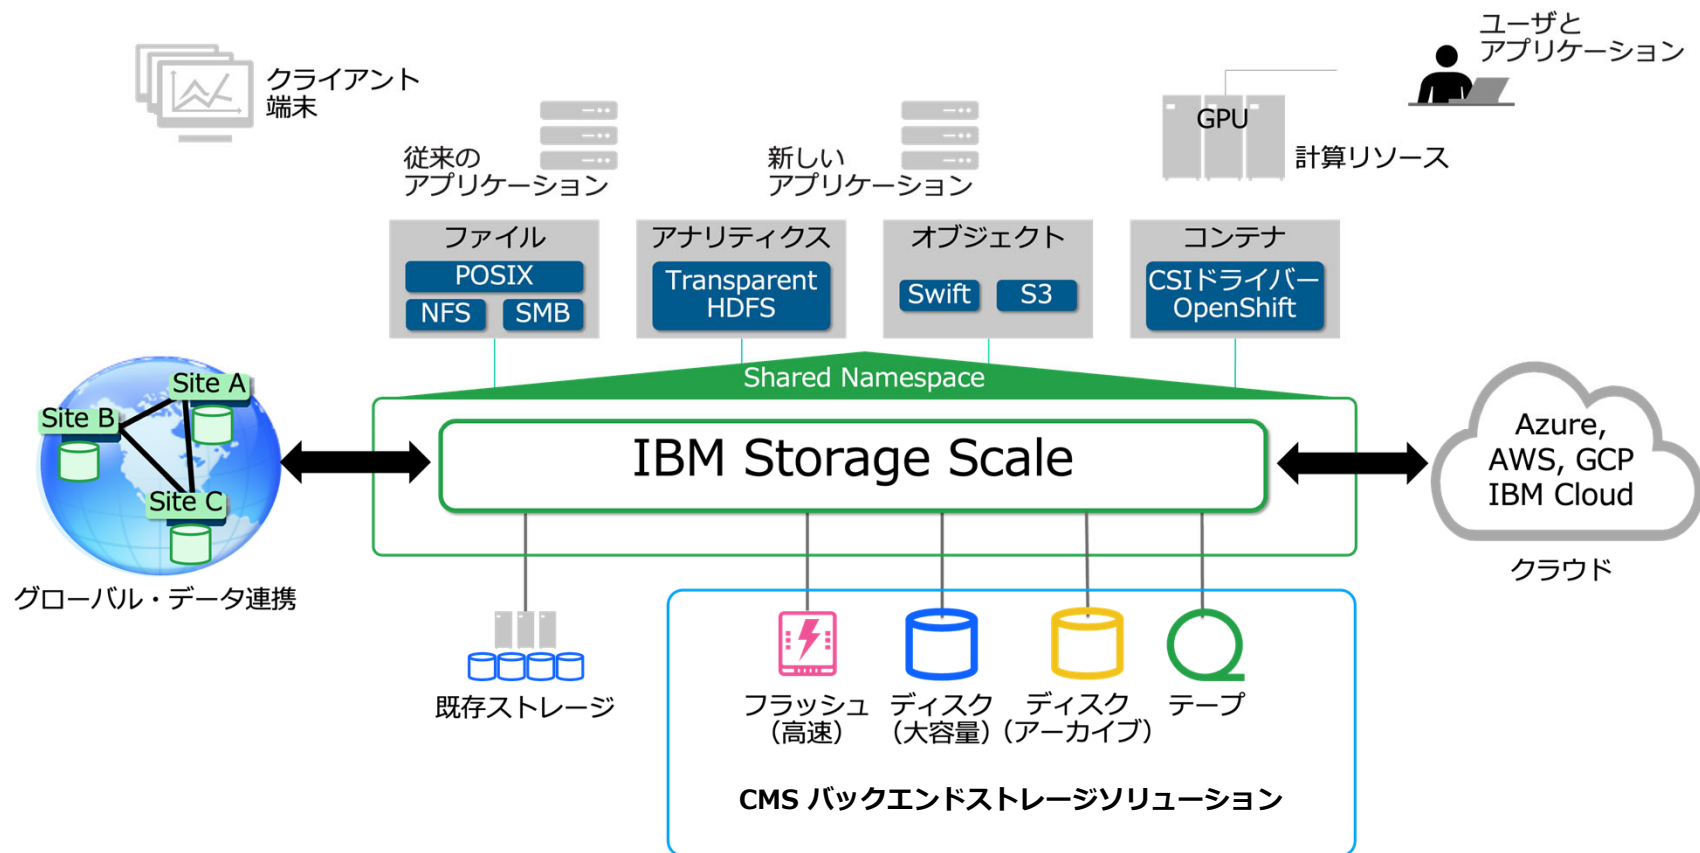 クライアント
端末
ユーザと
アプリケーション
従来の
アプリケーション
新しい
アプリケーション
GPU
計算リソース
ファイル
POSIX
NFS
SMB
アナリティクス
Transparent
HDFS
オブジェクト
Swift
S3
コンテナ
CSIドライバー
OpenShift
Shared Namespace
IBM Storage Scale
Site A
Site B
Site C
グローバル・データ連携
Azure,
AWS, GCP
IBM Cloud
クラウド
既存ストレージ
フラッシュ
（高速）
ディスク
（大容量）
ディスク
（アーカイブ）
テープ
CMS バックエンドストレージソリューション